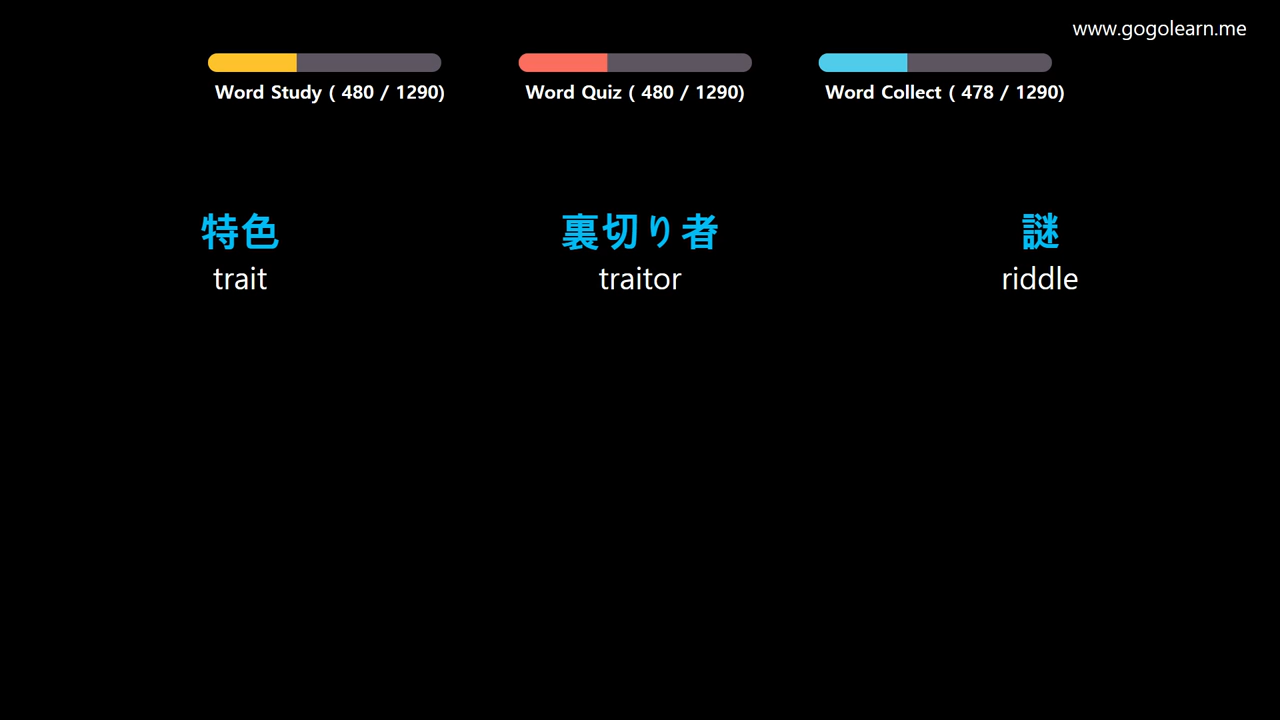 www.gogolearn.me
Word Study ( 480 / 1290)
Word Quiz ( 480 / 1290)
Word Collect ( 478 / 1290)
特色
trait
裏切り者
traitor
謎
riddle